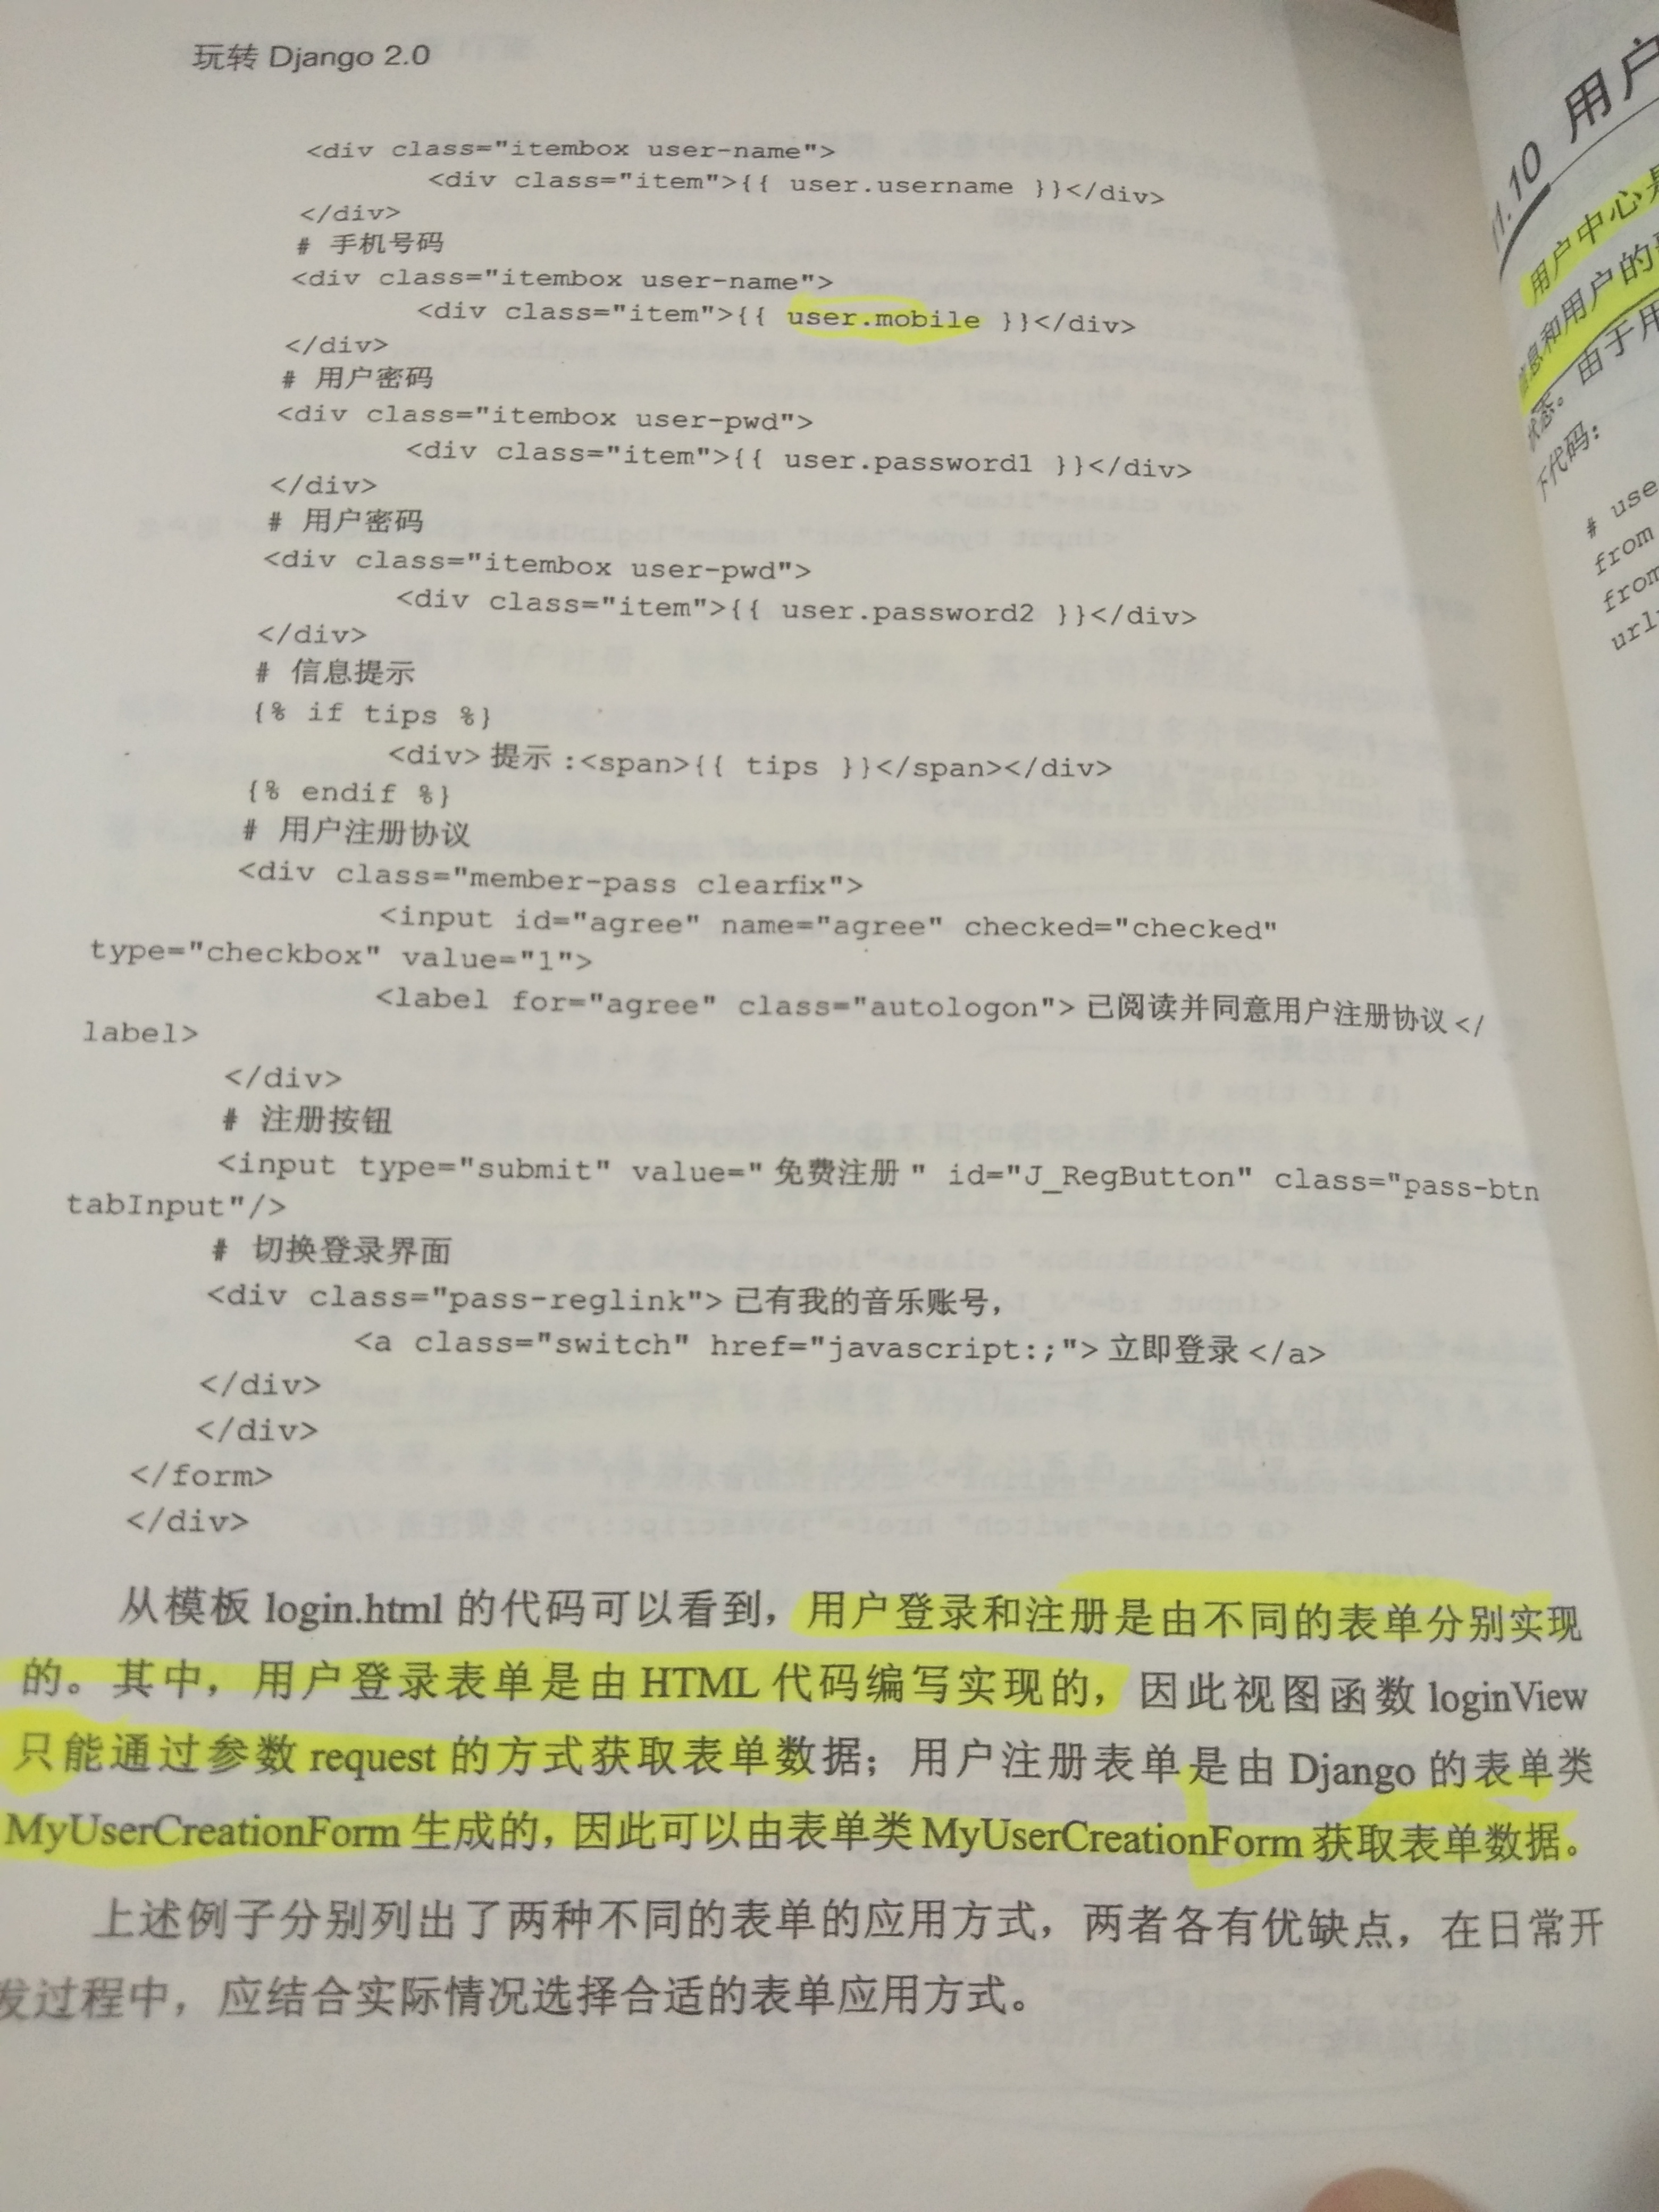 玩转 Django 2.0
<div class="itembox user-name">
<div class="item">{{ user.username }}</div>
</div>
# 手机号码
<div class="itembox user-name">
<div class="item">{{ user.mobile }}</div>
</div>
# 用户密码
<div class="itembox user-pwd">
<div class="item">{{ user.password1 }}</div>
</div>
# 用户密码
<div class="itembox user-pwd">
<div class="item">{{ user.password2 }}</div>
</div>
# 信息提示
{% if tips %}
<div> 提示 :<span>{{ tips }}</span></div>
{% endif %}
# 用户注册协议
<div class="member-pass clearfix">
<input id="agree" name="agree" checked="checked"
type="checkbox" value="1">
<label for="agree" class="autologon"> 已阅读并同意用户注册协议 </
label>
</div>
# 注册按钮
<input type="submit" value=" 免费注册 " id="J_RegButton" class="pass-btn
tabInput"/>
# 切换登录界面
<div class="pass-reglink"> 已有我的音乐账号，
<a class="switch" href="javascript:;"> 立即登录 </a>
</div>
</div>
</form>
</div>
从模板 login.html 的代码可以看到，用户登录和注册是由不同的表单分别实现
的。其中，用户登录表单是由 HTML 代码编写实现的，因此视图函数 loginView
只能通过参数 request 的方式获取表单数据；用户注册表单是由 Django 的表单类
MyUserCreationForm 生成的，因此可以由表单类 MyUserCreationForm 获取表单数据。
上述例子分别列出了两种不同的表单的应用方式，两者各有优缺点，在日常开
发过程中，应结合实际情况选择合适的表单应用方式。
1.10 用户
用户中心是
信息和用户的
状态。由于用
下代码：
# use
from
from
url